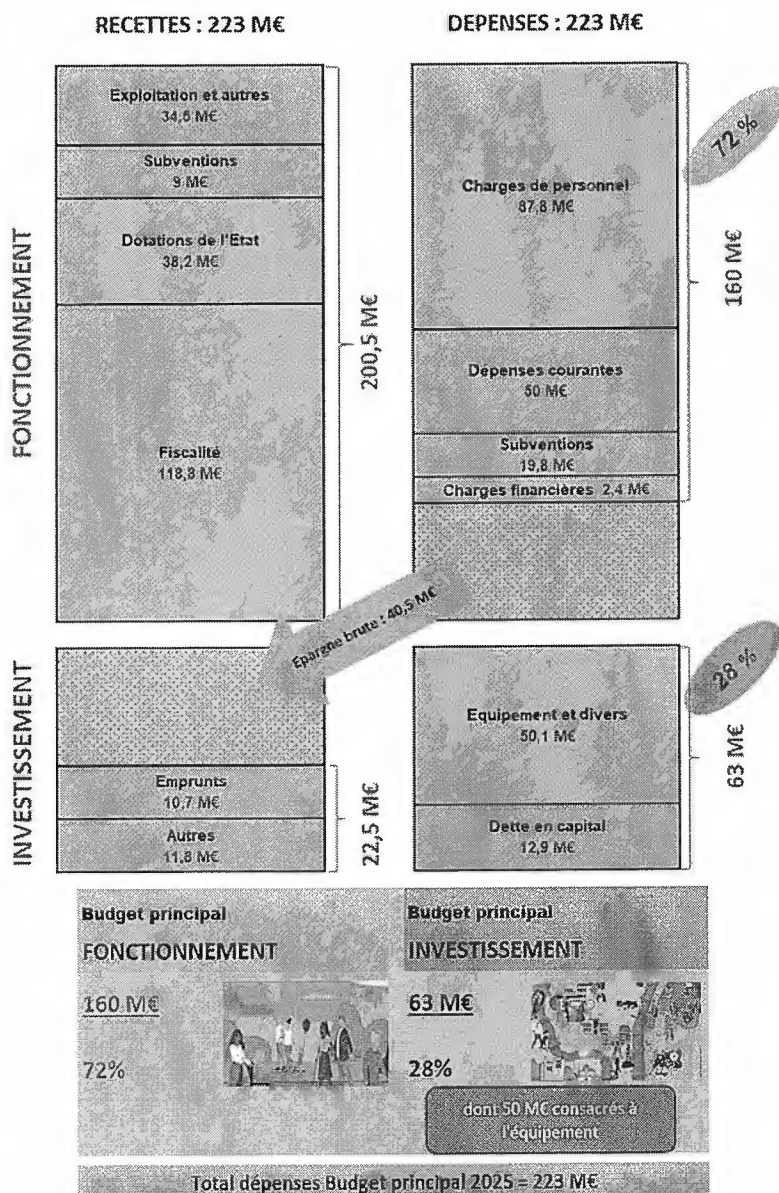 RECETTES : 223 M€
DEPENSES : 223 M€
FONCTIONNEMENT
Exploitation et autres
34,5 M€
Subventions
9 M€
Dotations de l'Etat
38,2 M€
Fiscalité
118,8 M€
200,5 M€
Charges de personnel
87,8 M€
Dépenses courantes
50 M€
Subventions
19,8 M€
Charges financières 2,4 M€
72 %
160 M€
Epargne brute : 40,5 M€
INVESTISSEMENT
Emprunts
10,7 M€
Autres
11,8 M€
22,5 M€
Equipement et divers
50,1 M€
Dette en capital
12,9 M€
28 %
63 M€
Budget principal
FONCTIONNEMENT
160 M€
72%
Budget principal
INVESTISSEMENT
63 M€
28%
dont 50 M€ consacrés à
l'équipement
Total dépenses Budget principal 2025 = 223 M€